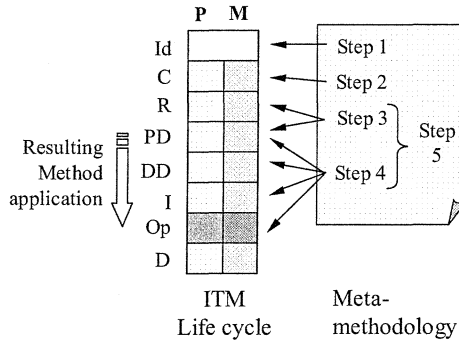 P M
Id
C
R
PD
DD
I
Op
D
Resulting
Method
application
Step 1
Step 2
Step 3
Step 4
Step
5
ITM
Life cycle
Meta-
methodology